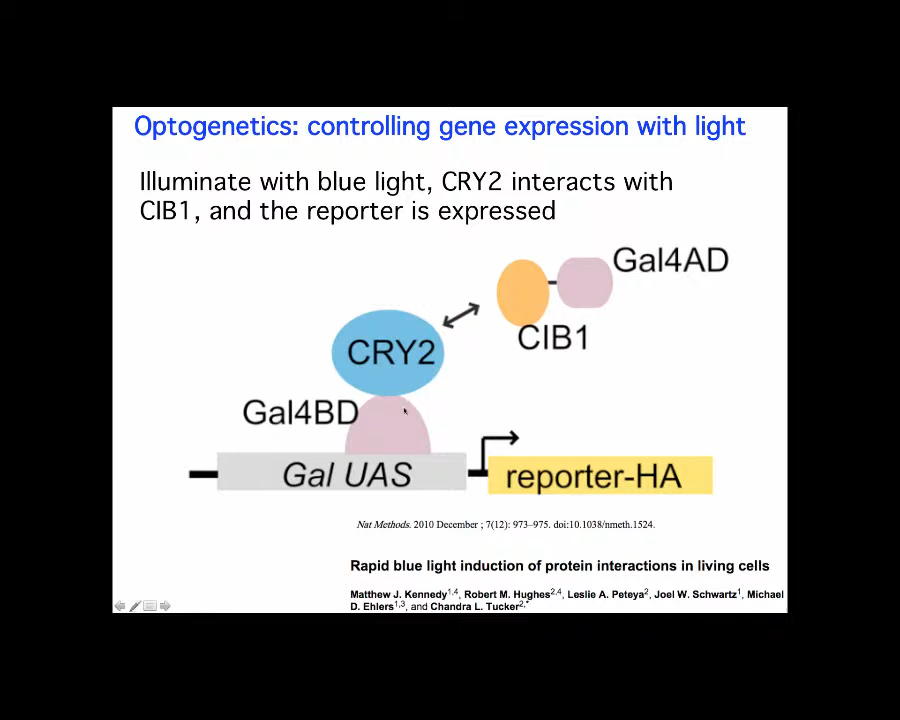 Optogenetics: controlling gene expression with light
Illuminate with blue light, CRY2 interacts with
CIB1, and the reporter is expressed
Gal4AD
CIB1
CRY2
Gal4BD
Gal UAS
reporter-HA
Nat Methods. 2010 December ; 7(12): 973–975. doi:10.1038/nmeth.1524.
Rapid blue light induction of protein interactions in living cells
Matthew J. Kennedy1,4, Robert M. Hughes2,4, Leslie A. Peteya2, Joel W. Schwartz1, Michael
D. Ehlers1,3, and Chandra L. Tucker2,*